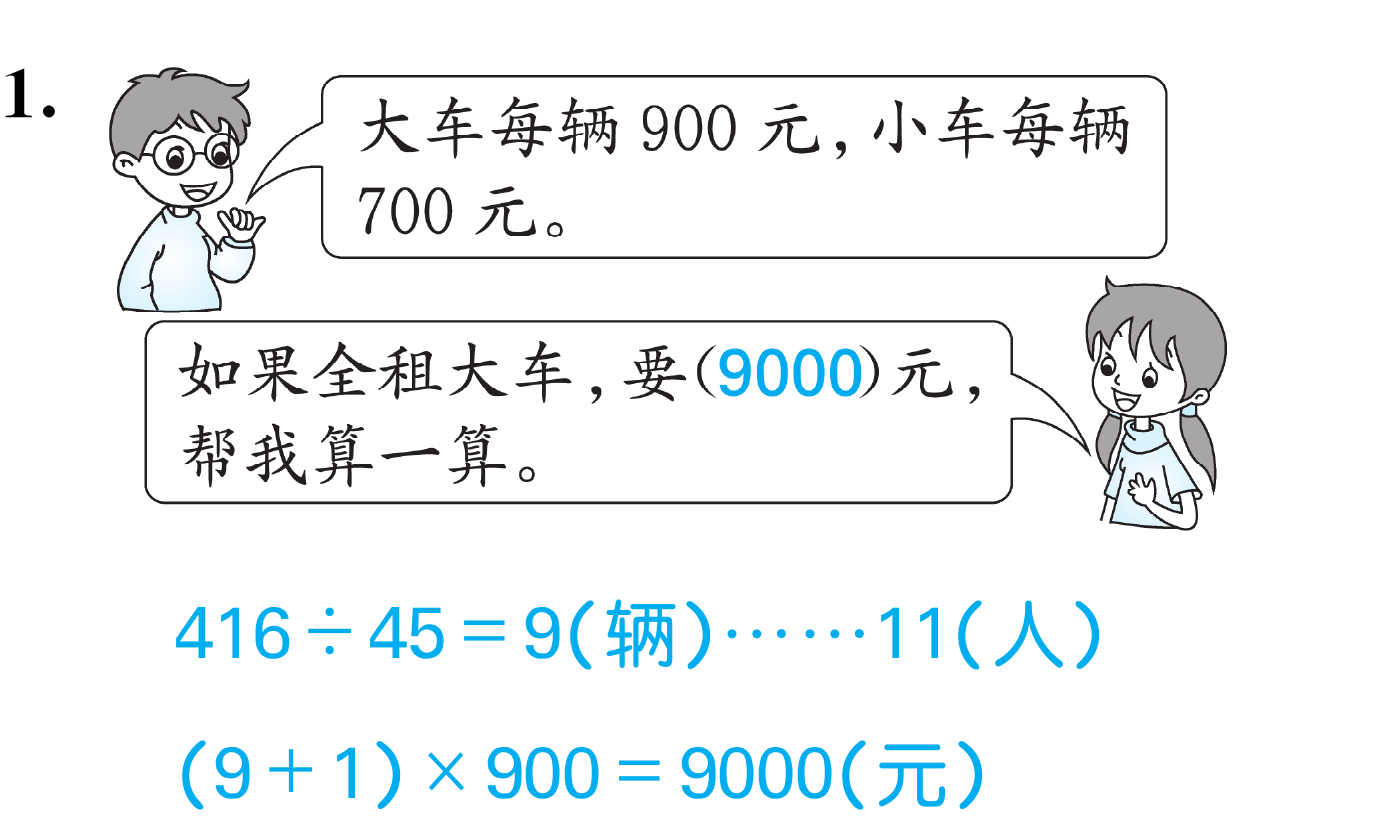 1.
大车每辆 900 元,小车每辆
700 元。
如果全租大车,要(9000)元,
帮我算一算。
416÷45=9(辆)……11(人)
(9+1)×900=9000(元)